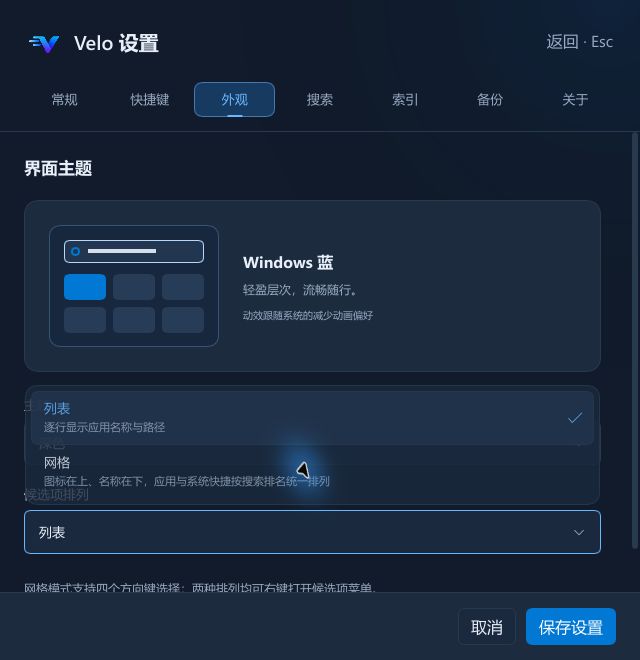 Velo 设置
返回 · Esc
常规
快捷键
外观
搜索
索引
备份
关于
界面主题
Windows 蓝
轻盈层次，流畅随行。
动效跟随系统的减少动画偏好
主
列表
逐行显示应用名称与路径
深色
网格
图标在上、名称在下，应用与系统快捷按搜索排名统一排列
候选项排列
列表
网格模式支持四个方向键选择；两种排列均可右键打开候选项菜单。
取消
保存设置